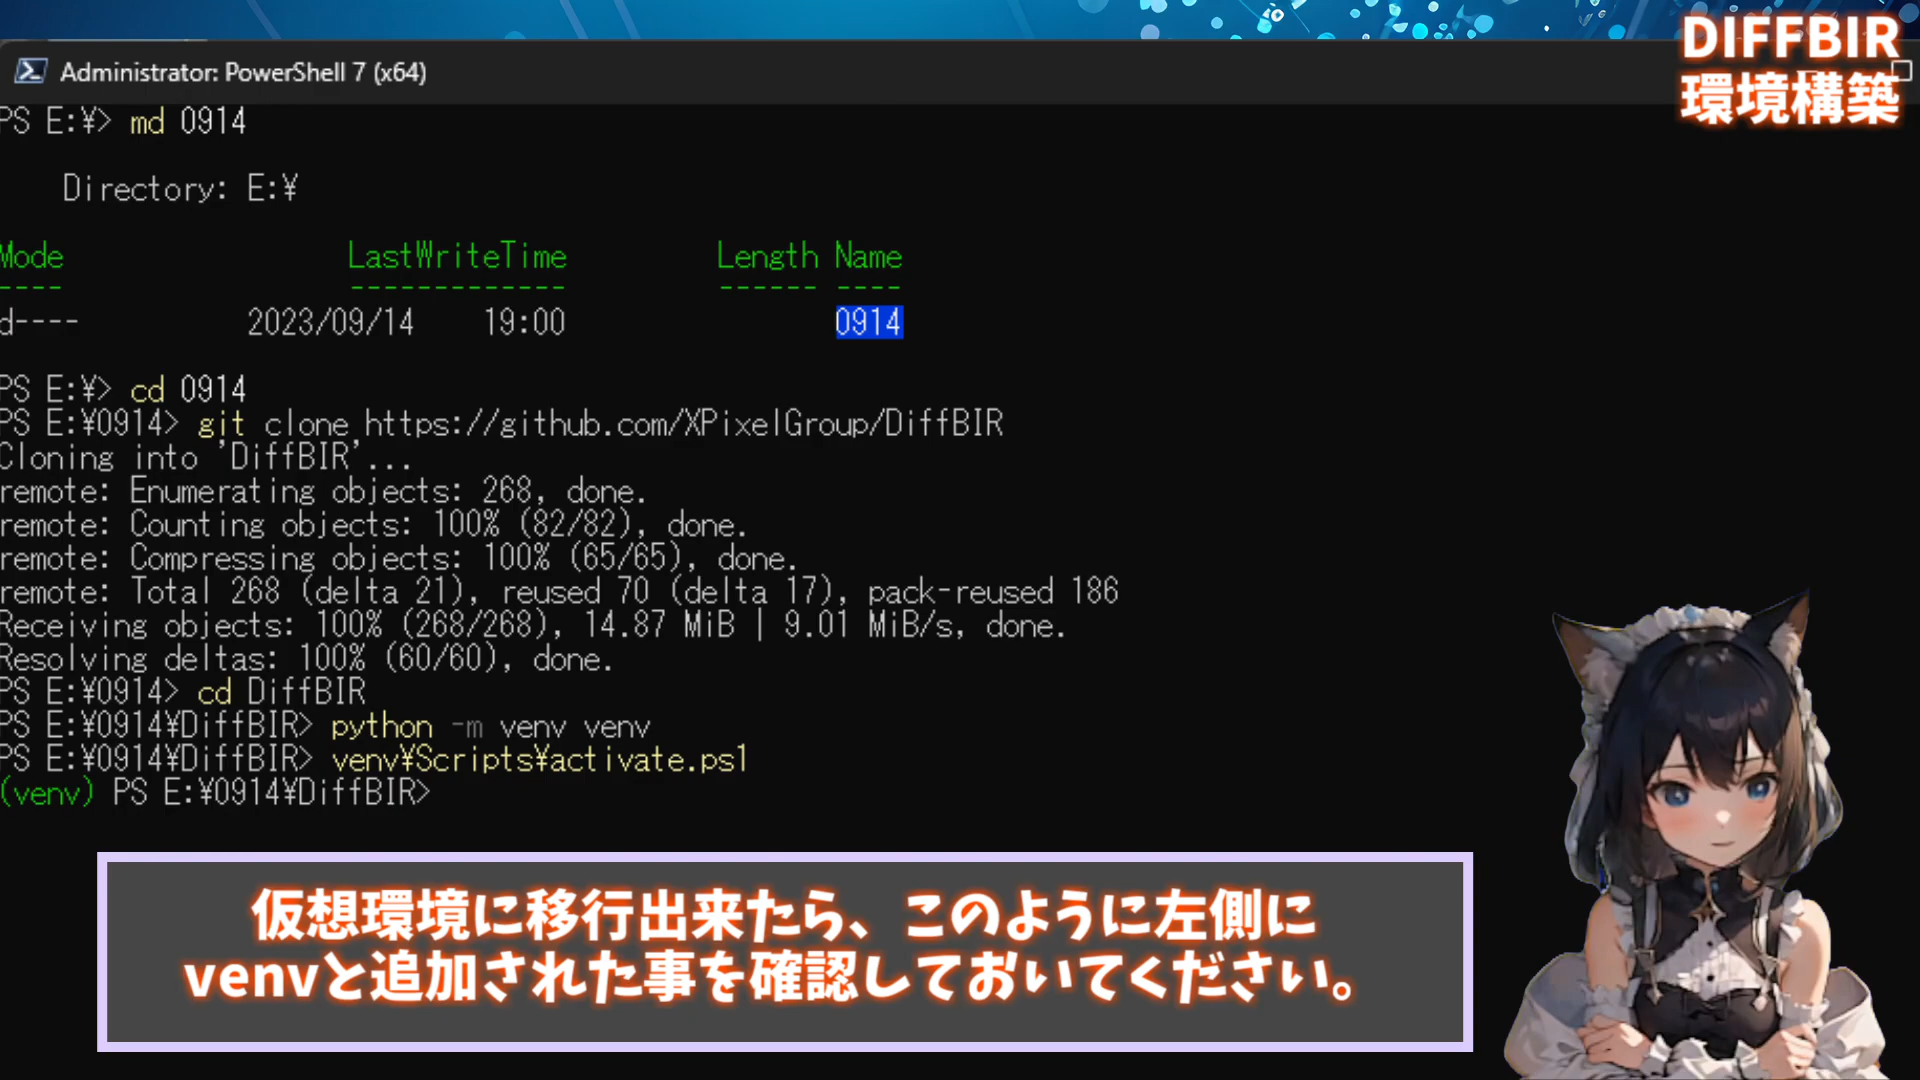 DIFFBIR
環境構築
Administrator: PowerShell 7 (x64)
PS E:¥> md 0914
Directory: E:¥
Mode LastWriteTime Length Name
---- ------------- ------ ----
d---- 2023/09/14 19:00 0914
PS E:¥> cd 0914
PS E:¥0914> git clone https://github.com/XPixelGroup/DiffBIR
Cloning into 'DiffBIR'...
remote: Enumerating objects: 268, done.
remote: Counting objects: 100% (82/82), done.
remote: Compressing objects: 100% (65/65), done.
remote: Total 268 (delta 21), reused 70 (delta 17), pack-reused 186
Receiving objects: 100% (268/268), 14.87 MiB | 9.01 MiB/s, done.
Resolving deltas: 100% (60/60), done.
PS E:¥0914> cd DiffBIR
PS E:¥0914¥DiffBIR> python -m venv venv
PS E:¥0914¥DiffBIR> venv¥Scripts¥activate.ps1
(venv) PS E:¥0914¥DiffBIR>
仮想環境に移行出来たら、このように左側に
venvと追加された事を確認しておいてください。